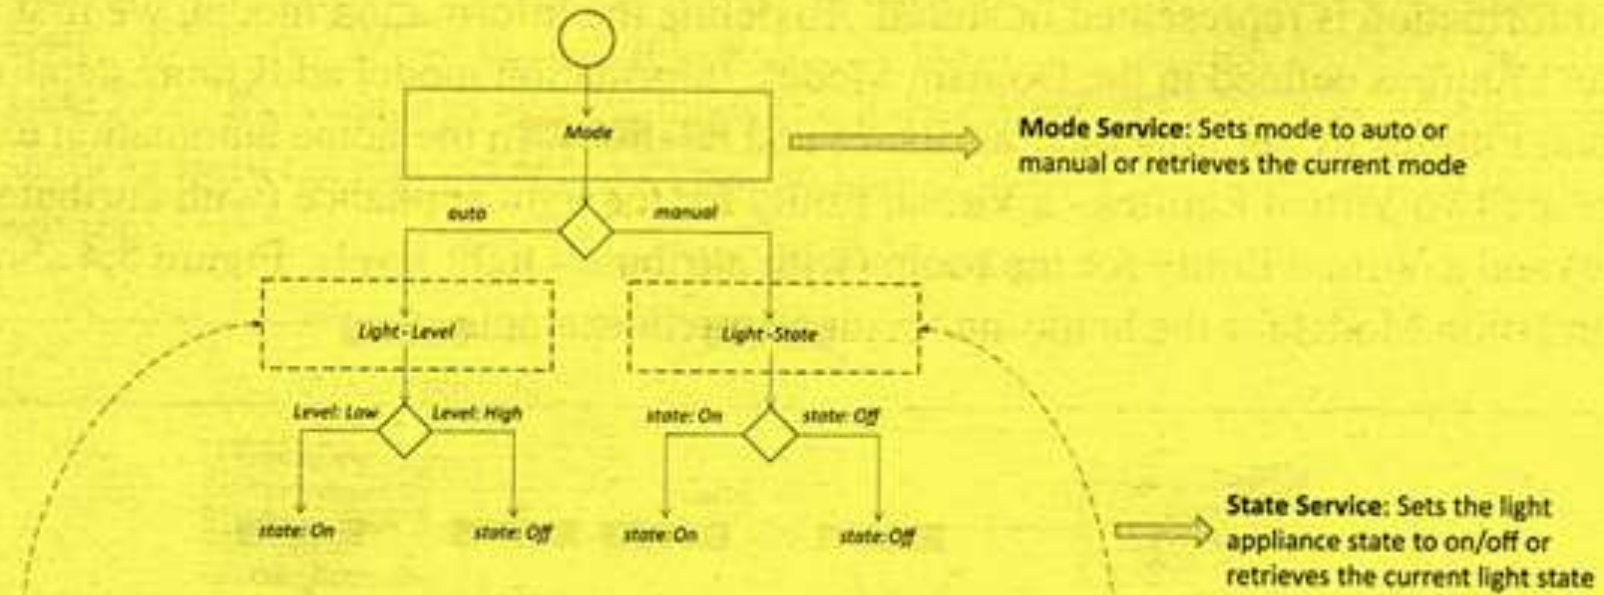 Mode
Mode Service: Sets mode to auto or
manual or retrieves the current mode
auto
manual
Light-Level
Light-State
Level: Low
Level: High
state: On
state: Off
state: On
state: Off
state: On
state: Off
State Service: Sets the light
appliance state to on/off or
retrieves the current light state